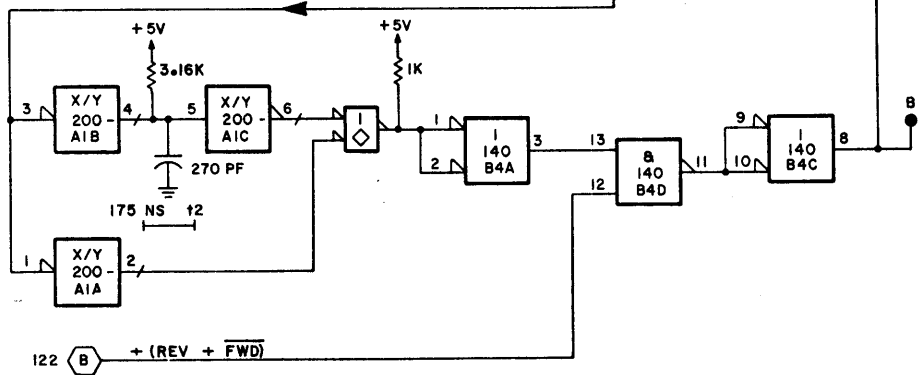 +5V
+5V
3.16K
1K
3
X/Y
200-
A1B
4
5
X/Y
200-
A1C
6
1
◇
1
2
1
140
B4A
3
13
12
&
140
B4D
11
9
10
1
140
B4C
8
B
270 PF
175 NS t2
1
X/Y
200-
A1A
2
122 B + (REV + F̅W̅D̅)